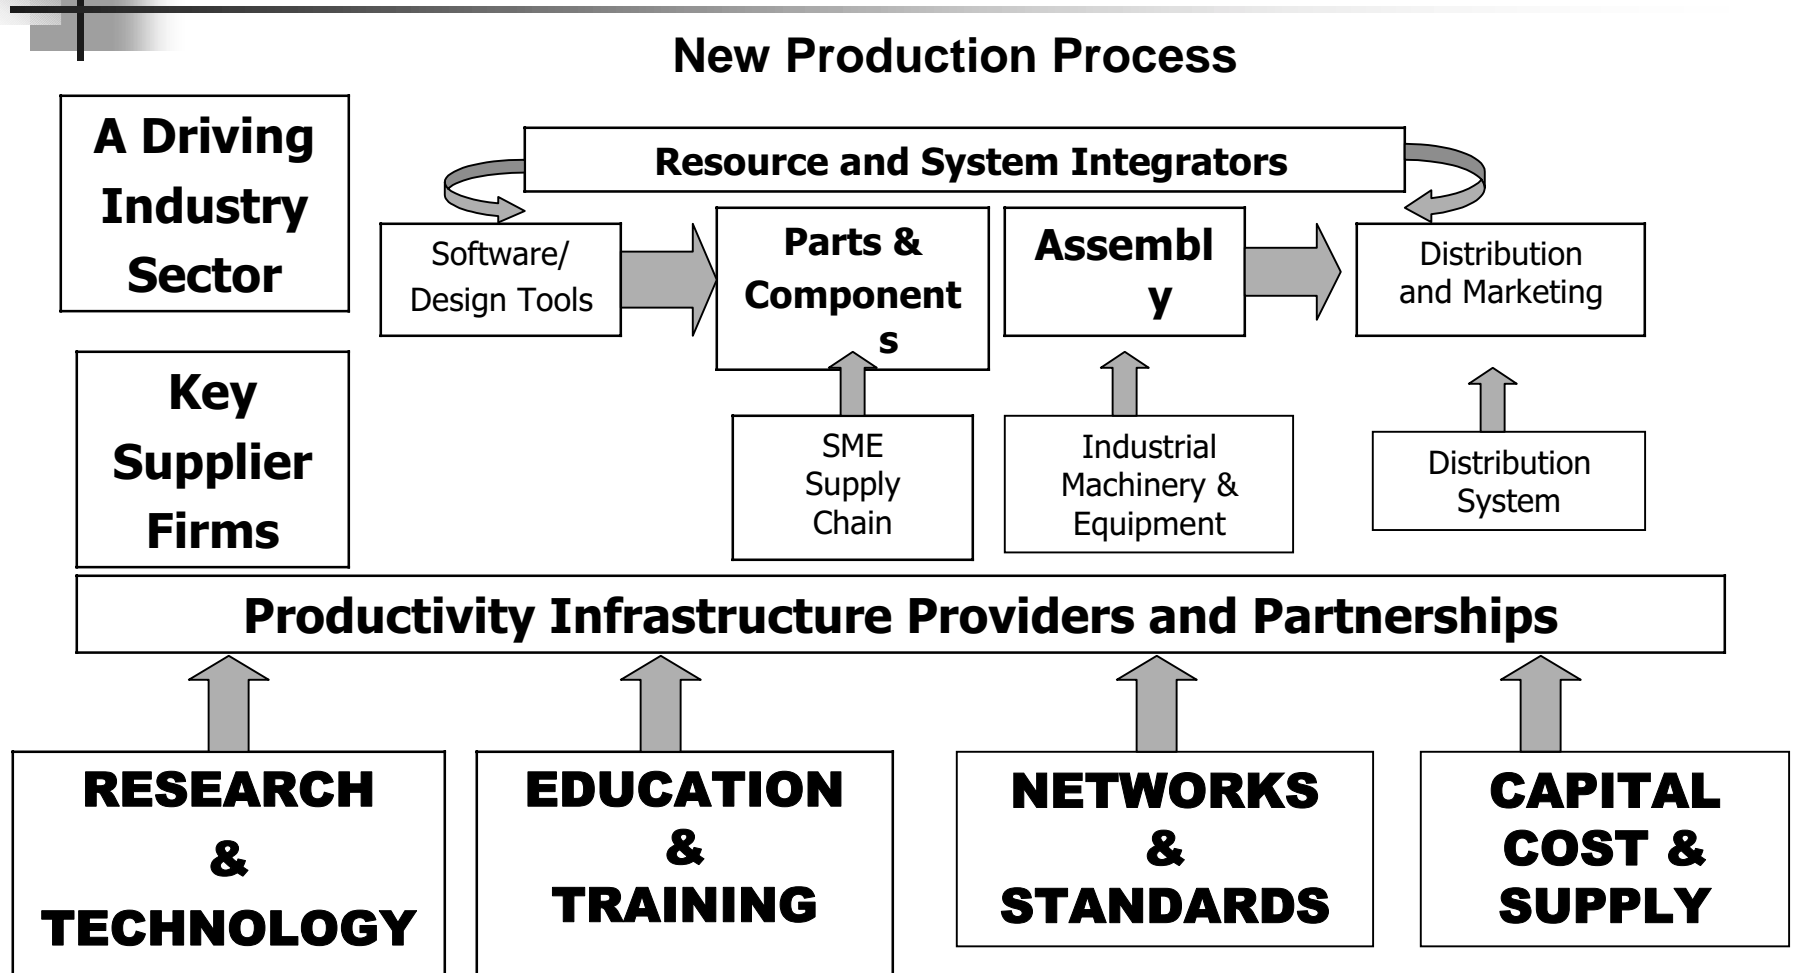 New Production Process
A Driving
Industry
Sector
Resource and System Integrators
Software/
Design Tools
Parts &
Component
s
Assembl
y
Distribution
and Marketing
Key
Supplier
Firms
SME
Supply
Chain
Industrial
Machinery &
Equipment
Distribution
System
Productivity Infrastructure Providers and Partnerships
RESEARCH
&
TECHNOLOGY
EDUCATION
&
TRAINING
NETWORKS
&
STANDARDS
CAPITAL
COST &
SUPPLY